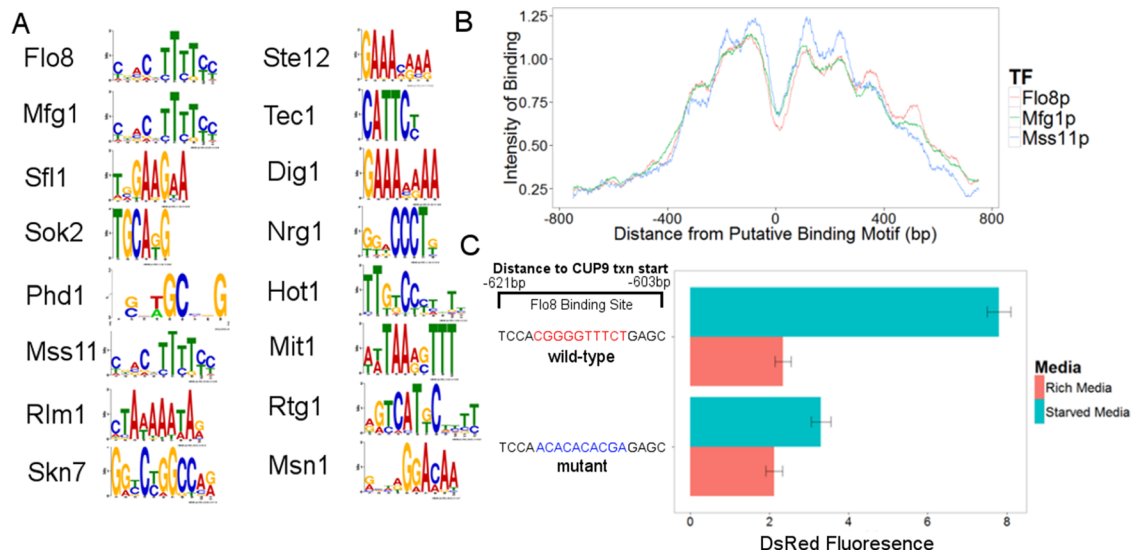 A
Flo8
Mfg1
Sfl1
Sok2
Phd1
Mss11
Rlm1
Skn7
Ste12
Tec1
Dig1
Nrg1
Hot1
Mit1
Rtg1
Msn1
B
Intensity of Binding
1.25
1.00
0.75
0.50
0.25
-800
-400
0
400
800
Distance from Putative Binding Motif (bp)
TF
Flo8p
Mfg1p
Mss11p
C
Distance to CUP9 txn start
-621bp
-603bp
Flo8 Binding Site
TCCACGGGGTTTCTGAGC
wild-type
TCCAACACACACGAGAGC
mutant
0
2
4
6
8
DsRed Fluoresence
Media
Rich Media
Starved Media